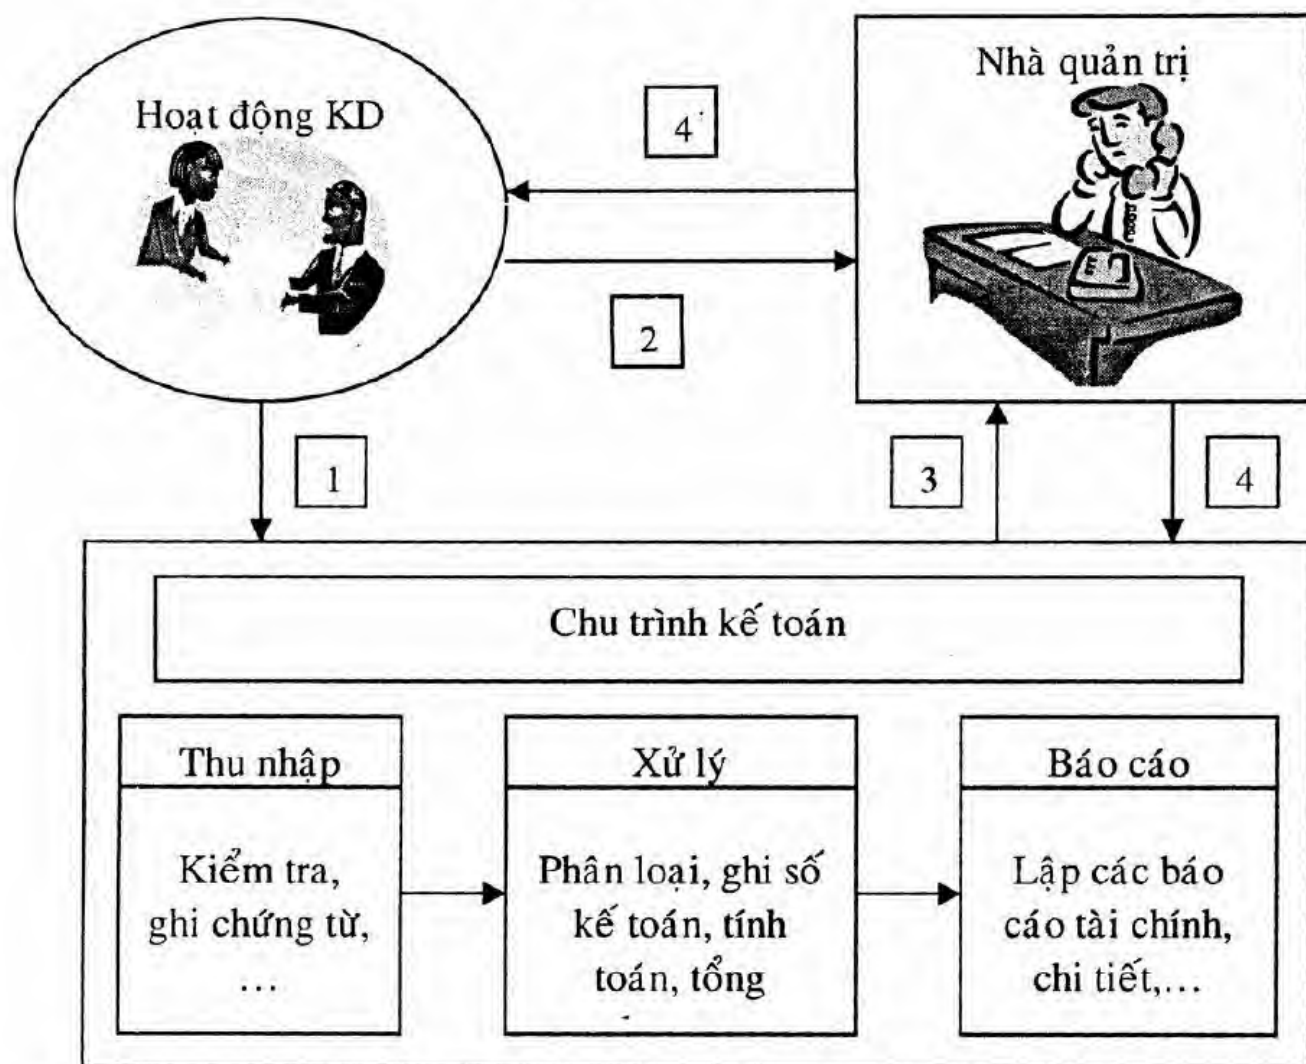 Hoạt động KD
Nhà quản trị
4
2
1
3
4
Chu trình kế toán
Thu nhập
Kiểm tra,
ghi chứng từ,
...
Xử lý
Phân loại, ghi số
kế toán, tính
toán, tổng
Báo cáo
Lập các báo
cáo tài chính,
chi tiết,...